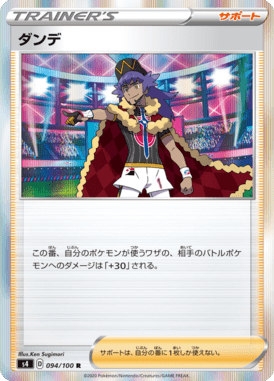 TRAINER'S
サポート
ダンデ
この番、自分のポケモンが使うワザの、相手のバトルポケ
モンへのダメージは「+30」される。
Illus.Ken Sugimori
s4 D 094/100 R
サポートは、自分の番に1枚しか使えない。
©2020 Pokémon/Nintendo/Creatures/GAME FREAK.